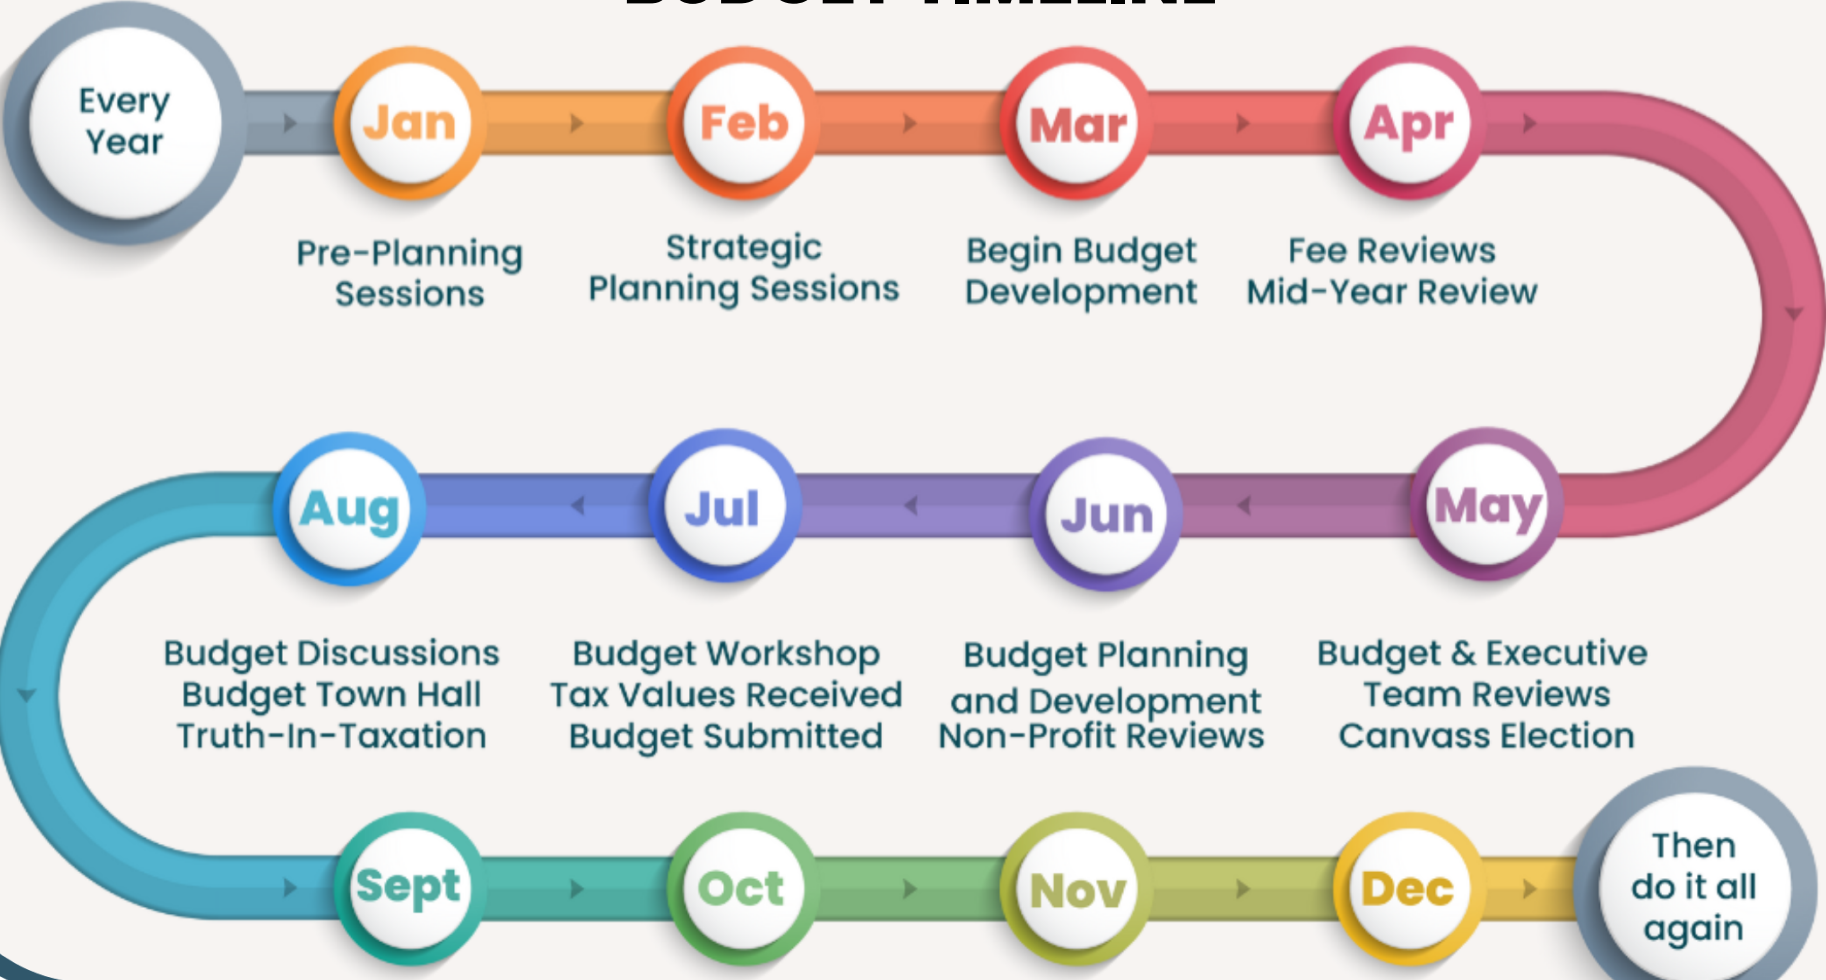 BUDGET TIMELINE
Every
Year
Jan
Feb
Mar
Apr
Pre-Planning
Sessions
Strategic
Planning Sessions
Begin Budget
Development
Fee Reviews
Mid-Year Review
Aug
Jul
Jun
May
Budget Discussions
Budget Town Hall
Truth-In-Taxation
Budget Workshop
Tax Values Received
Budget Submitted
Budget Planning
and Development
Non-Profit Reviews
Budget & Executive
Team Reviews
Canvass Election
Sept
Oct
Nov
Dec
Then
do it all
again